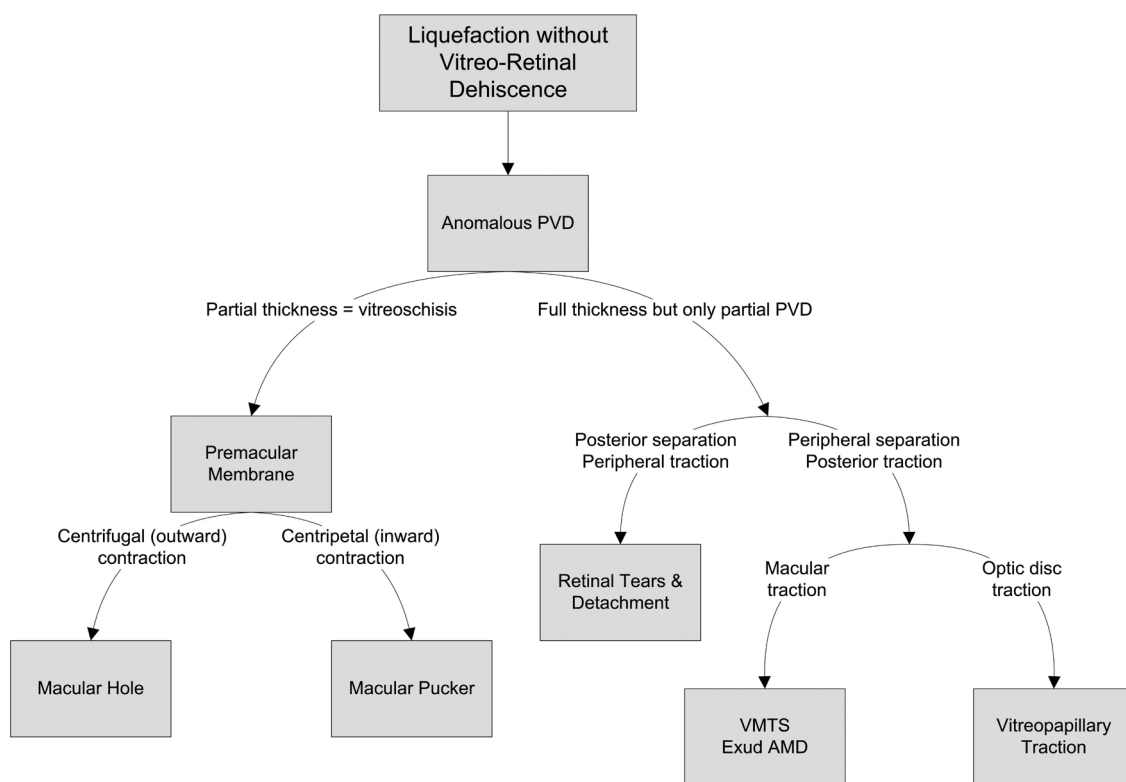 Liquefaction without
Vitreo-Retinal
Dehiscence
Anomalous PVD
Partial thickness = vitreoschisis
Full thickness but only partial PVD
Premacular
Membrane
Posterior separation
Peripheral traction
Peripheral separation
Posterior traction
Centrifugal (outward)
contraction
Centripetal (inward)
contraction
Retinal Tears &
Detachment
Macular
traction
Optic disc
traction
Macular Hole
Macular Pucker
VMTS
Exud AMD
Vitreopapillary
Traction